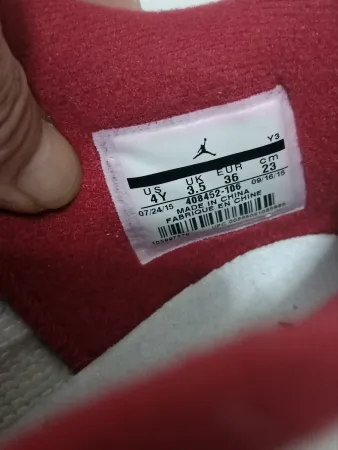 Y3
US UK EUR cm
4Y 3.5 36 23
408452-106
07/24/15 09/16/15
MADE IN CHINA
FABRIQUE EN CHINE